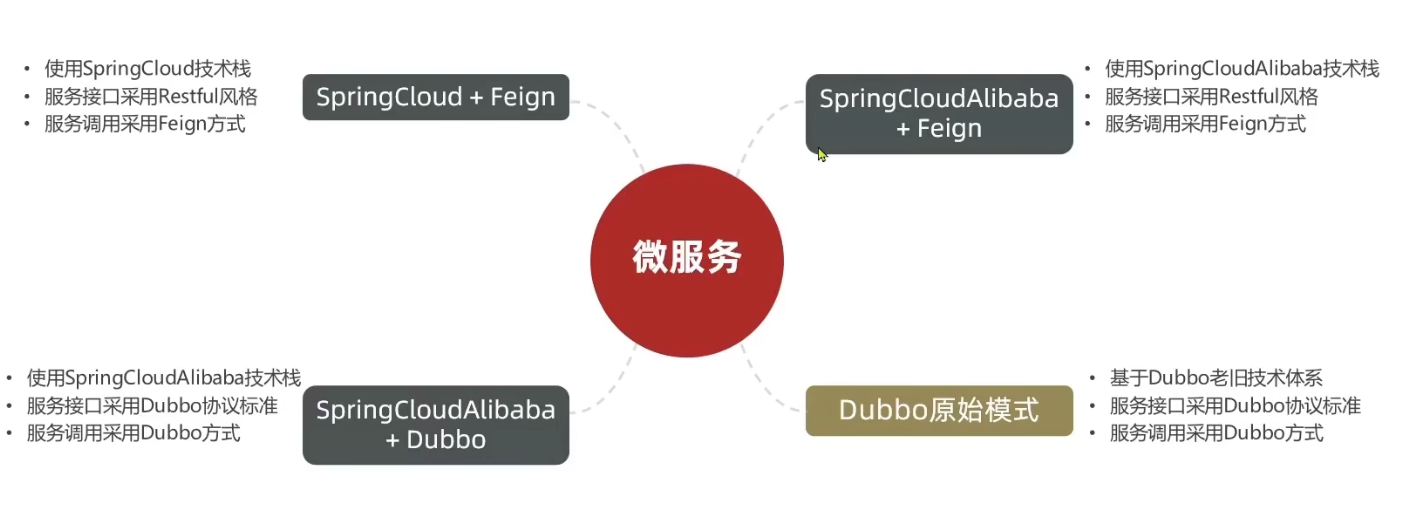 • 使用SpringCloud技术栈
• 服务接口采用Restful风格
• 服务调用采用Feign方式
SpringCloud + Feign
SpringCloudAlibaba
+ Feign
• 使用SpringCloudAlibaba技术栈
• 服务接口采用Restful风格
• 服务调用采用Feign方式
微服务
• 使用SpringCloudAlibaba技术栈
• 服务接口采用Dubbo协议标准
• 服务调用采用Dubbo方式
SpringCloudAlibaba
+ Dubbo
Dubbo原始模式
• 基于Dubbo老旧技术体系
• 服务接口采用Dubbo协议标准
• 服务调用采用Dubbo方式